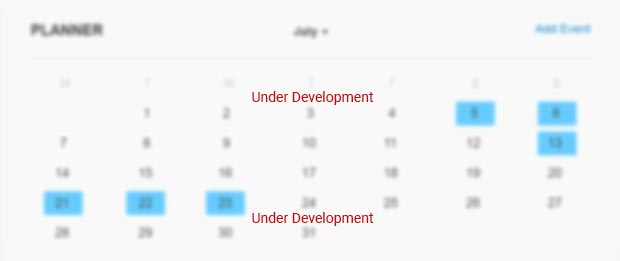 PLANNER July Add Event
M T W T F S S
Under Development
1 2 3 4 5 6
7 8 9 10 11 12 13
14 15 16 17 18 19 20
21 22 23 24 25 26 27
Under Development
28 29 30 31